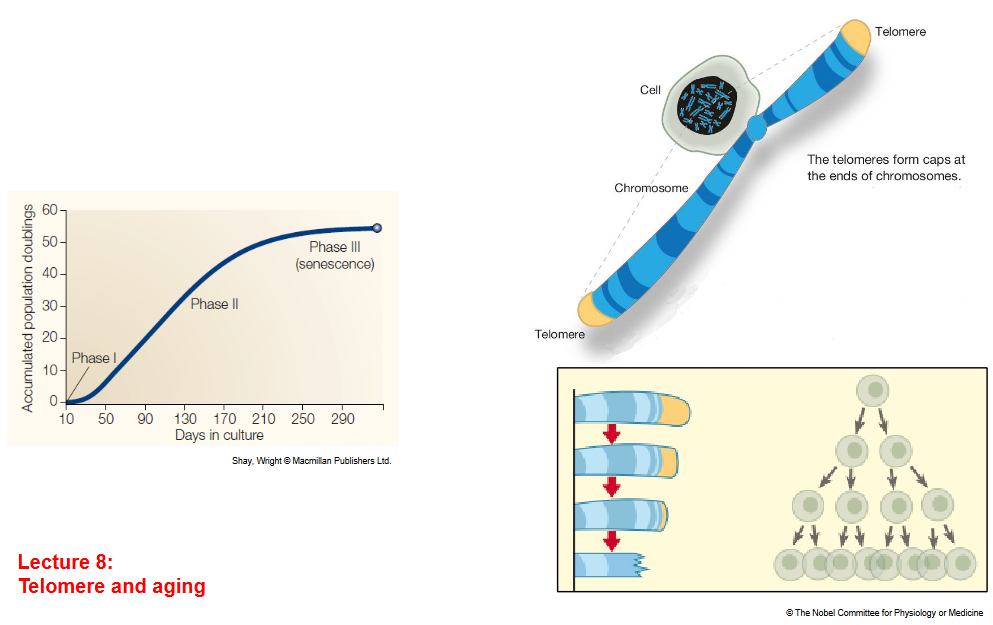 Accumulated population doublings
60
50
40
30
20
10
0
Phase I
Phase II
Phase III
(senescence)
10 50 90 130 170 210 250 290
Days in culture
Shay, Wright © Macmillan Publishers Ltd.
Lecture 8:
Telomere and aging
Telomere
Cell
The telomeres form caps at
the ends of chromosomes.
Chromosome
Telomere
© The Nobel Committee for Physiology or Medicine